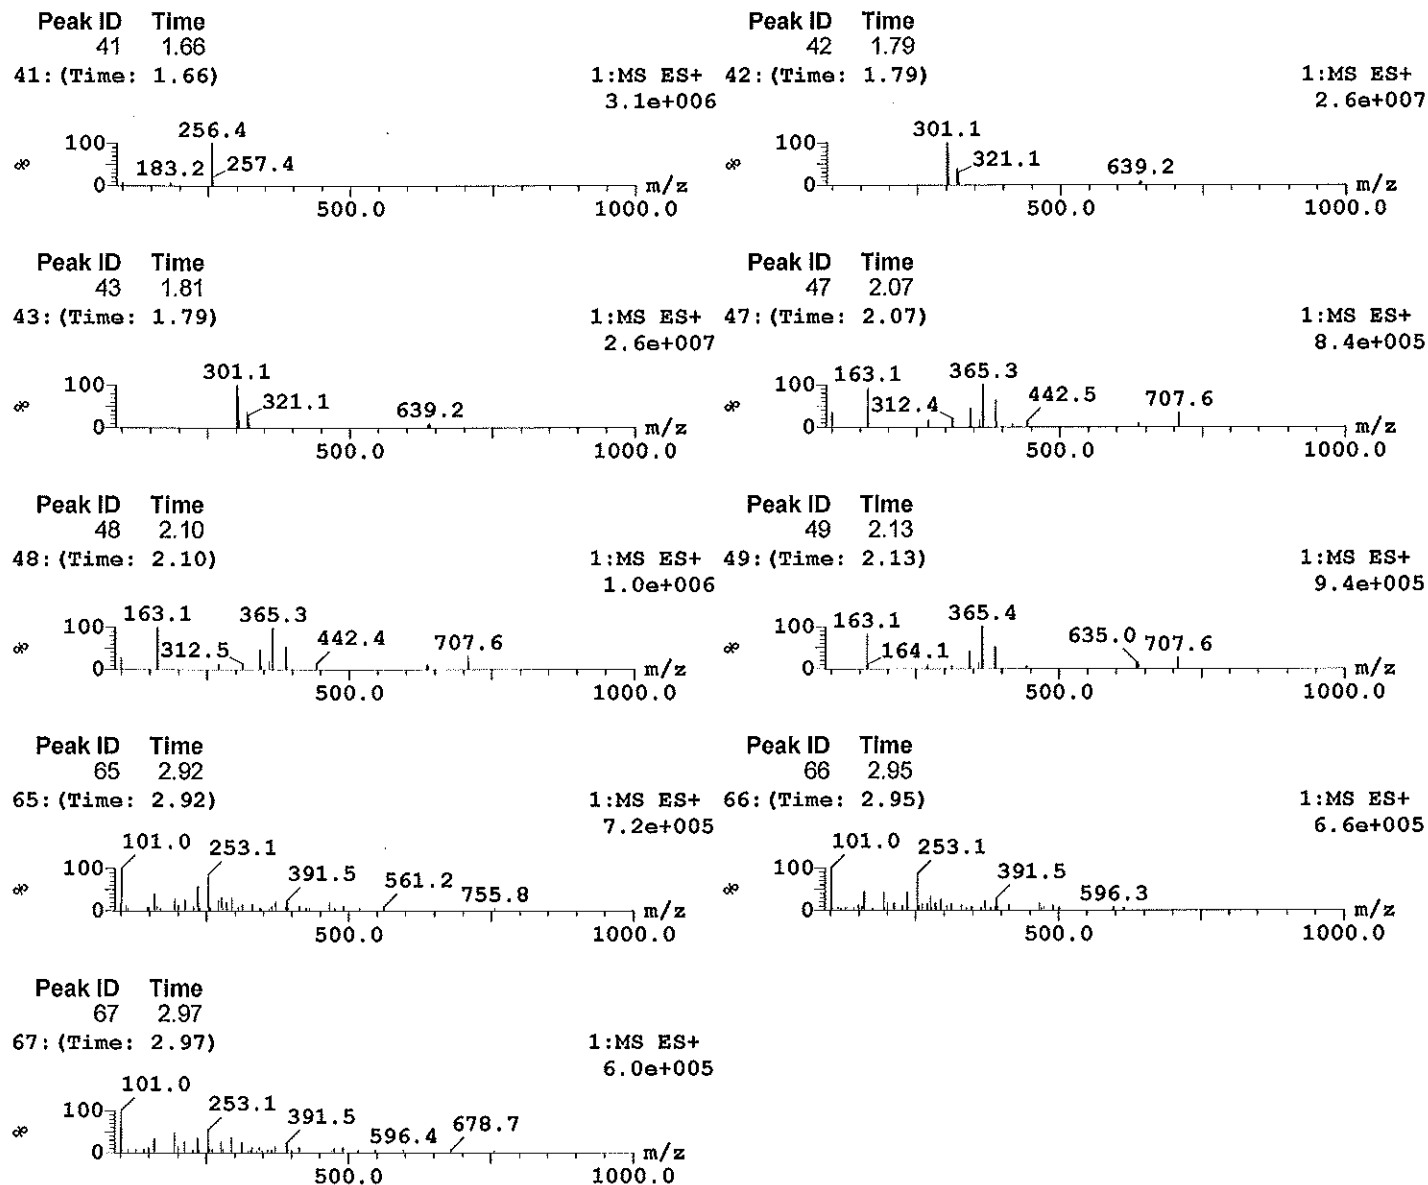 Peak ID Time
41 1.66
41:(Time: 1.66) 1:MS ES+
3.1e+006
256.4
100
183.2 257.4
%
0
m/z
500.0 1000.0
Peak ID Time
42 1.79
42:(Time: 1.79) 1:MS ES+
2.6e+007
301.1
100
321.1
639.2
%
0
m/z
500.0 1000.0
Peak ID Time
43 1.81
43:(Time: 1.79) 1:MS ES+
2.6e+007
301.1
100
321.1
639.2
%
0
m/z
500.0 1000.0
Peak ID Time
47 2.07
47:(Time: 2.07) 1:MS ES+
8.4e+005
163.1 365.3
100
312.4 442.5 707.6
%
0
m/z
500.0 1000.0
Peak ID Time
48 2.10
48:(Time: 2.10) 1:MS ES+
1.0e+006
163.1 365.3
100
312.5 442.4 707.6
%
0
m/z
500.0 1000.0
Peak ID Time
49 2.13
49:(Time: 2.13) 1:MS ES+
9.4e+005
163.1 365.4
100
164.1 635.0 707.6
%
0
m/z
500.0 1000.0
Peak ID Time
65 2.92
65:(Time: 2.92) 1:MS ES+
7.2e+005
101.0 253.1
100
391.5 561.2 755.8
%
0
m/z
500.0 1000.0
Peak ID Time
66 2.95
66:(Time: 2.95) 1:MS ES+
6.6e+005
101.0 253.1
100
391.5 596.3
%
0
m/z
500.0 1000.0
Peak ID Time
67 2.97
67:(Time: 2.97) 1:MS ES+
6.0e+005
101.0
100
253.1 391.5 596.4 678.7
%
0
m/z
500.0 1000.0